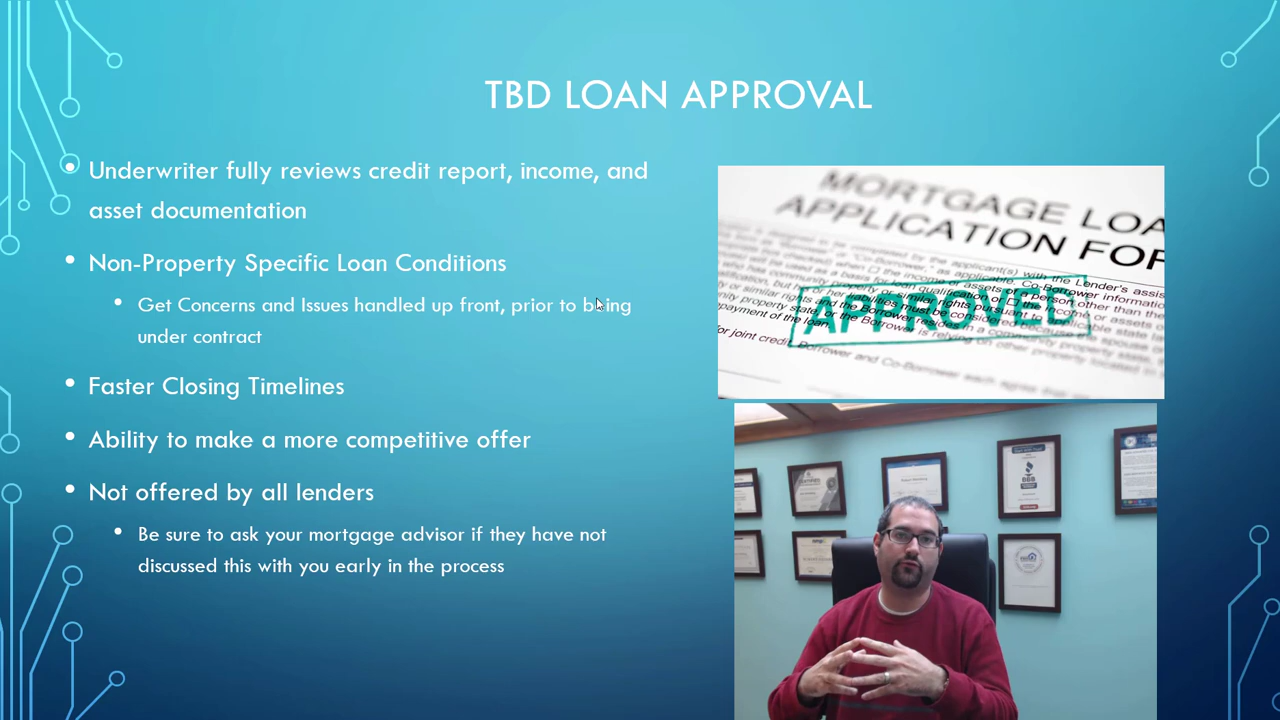 TBD LOAN APPROVAL
Underwriter fully reviews credit report, income, and
asset documentation
Non-Property Specific Loan Conditions
Get Concerns and Issues handled up front, prior to being
under contract
Faster Closing Timelines
Ability to make a more competitive offer
Not offered by all lenders
Be sure to ask your mortgage advisor if they have not
discussed this with you early in the process
MORTGAGE LOA
APPLICATION FOR
APPROVED
BBB